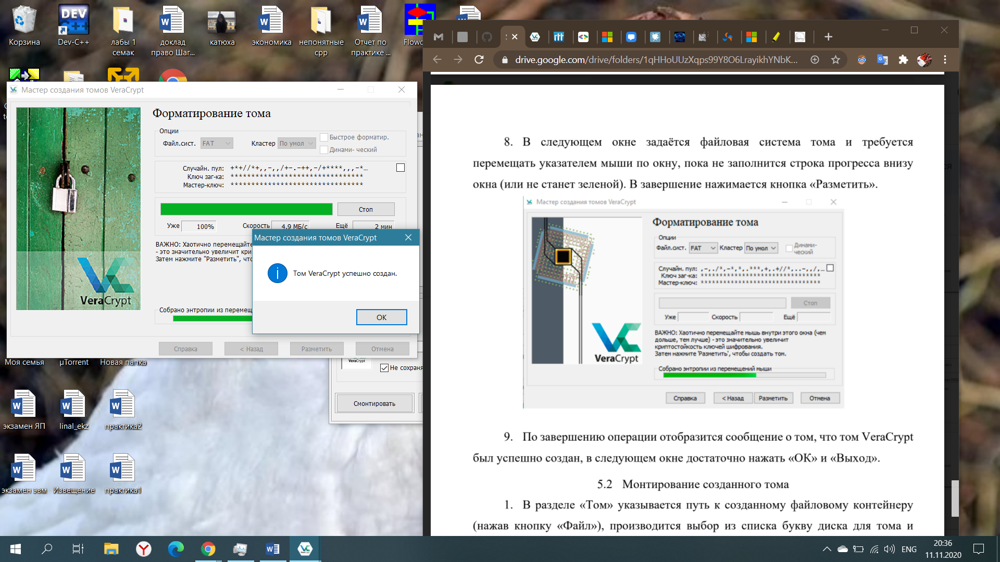 Корзина
Dev-C++
лабы 1
семак
доклад
право Шаг...
катюха
экономика
непонятные
cpp
Отчет по
практике ...
drive.google.com/drive/folders/1qHHoUUzXqps99Y8O6LrayikhYNbK...
Мастер создания томов VeraCrypt
Форматирование тома
Опции
Файл.сист. FAT Кластер По умол Быстрое форматир.
Динами- ческий
Случайн. пул: +*+//*+,,-,,/+-.-++,-/+****,,,-*...
Ключ заг-ка: ********************************
Мастер-ключ: ********************************
Стоп
Уже 100% Скорость 4.9 МБ/с Ещё 2 мин
ВАЖНО: Хаотично перемещайте
- это значительно увеличит
Затем нажмите "Разметить",
VeraCrypt
Собрано энтропии из
Справка < Назад Разметить Отмена
Мастер создания томов VeraCrypt
Том VeraCrypt успешно создан.
OK
VeraCrypt
Не сохраня
Смонтировать
Моя семья
µTorrent
Новая папка
экзамен ЯП
linal_ekz
практика2
экзамен эвм
Извещение
практика1
8. В следующем окне задаётся файловая система тома и требуется
перемещать указателем мыши по окну, пока не заполнится строка прогресса внизу
окна (или не станет зеленой). В завершение нажимается кнопка «Разметить».
Мастер создания томов VeraCrypt
Форматирование тома
Опции
Файл.сист. FAT Кластер По умол Динами-
ческий
Случайн. пул: ,-,./*,-*,*,.***,+,.+//*,..-,,/,...
Ключ заг-ка: ********************************
Мастер-ключ: ********************************
Стоп
Уже Скорость Ещё
ВАЖНО: Хаотично перемещайте мышь внутри этого окна (чем
дольше, тем лучше) - это значительно увеличит
криптостойкость ключей шифрования.
Затем нажмите 'Разметить', чтобы создать том.
VeraCrypt
Собрано энтропии из перемещений мыши
Справка < Назад Разметить Отмена
9. По завершению операции отобразится сообщение о том, что том VeraCrypt
был успешно создан, в следующем окне достаточно нажать «ОК» и «Выход».
5.2 Монтирование созданного тома
1. В разделе «Том» указывается путь к созданному файловому контейнеру
(нажав кнопку «Файл»), производится выбор из списка букву диска для тома и
ENG
20:36
11.11.2020